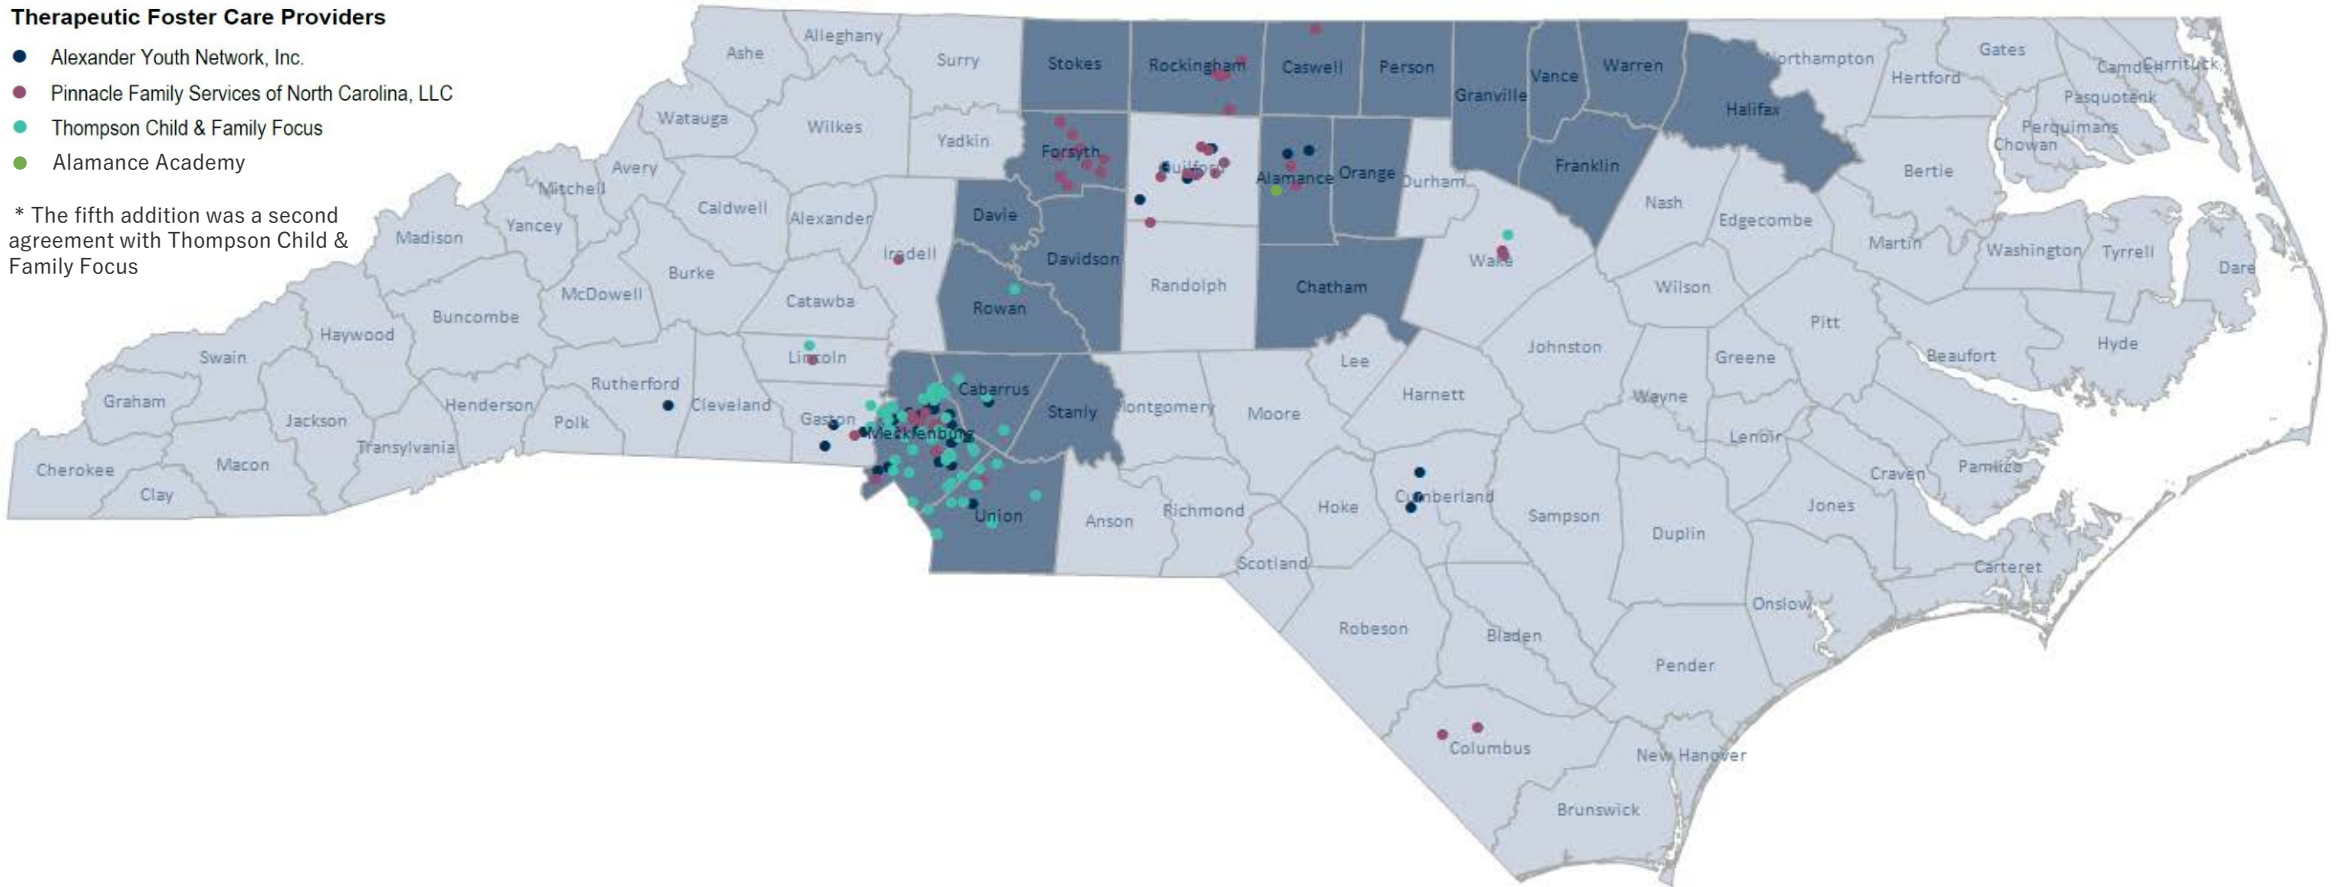 Therapeutic Foster Care Providers
Alexander Youth Network, Inc.
Pinnacle Family Services of North Carolina, LLC
Thompson Child & Family Focus
Alamance Academy
* The fifth addition was a second
agreement with Thompson Child &
Family Focus
Ashe
Alleghany
Surry
Stokes
Rockingham
Caswell
Person
Granville
Vance
Warren
Halifax
orthampton
Hertford
Gates
Camden
Currituck
Pasquotank
Perquimans
Chowan
Bertie
Watauga
Wilkes
Yadkin
Forsyth
Guilford
Alamance
Orange
Durham
Franklin
Nash
Edgecombe
Martin
Washington
Tyrrell
Dare
Avery
Mitchell
Yancey
Madison
Caldwell
Alexander
Iredell
Davie
Davidson
Randolph
Chatham
Wake
Wilson
Pitt
Beaufort
Hyde
Burke
McDowell
Buncombe
Haywood
Swain
Catawba
Rowan
Lincoln
Lee
Johnston
Greene
Graham
Jackson
Henderson
Rutherford
Polk
Cleveland
Gaston
Mecklenburg
Cabarrus
Stanly
ontgomery
Moore
Harnett
Wayne
Lenoir
Craven
Pamlico
Cherokee
Clay
Macon
Transylvania
Union
Anson
Richmond
Hoke
Cumberland
Sampson
Duplin
Jones
Scotland
Carteret
Onslow
Robeson
Bladen
Pender
Columbus
New Hanover
Brunswick